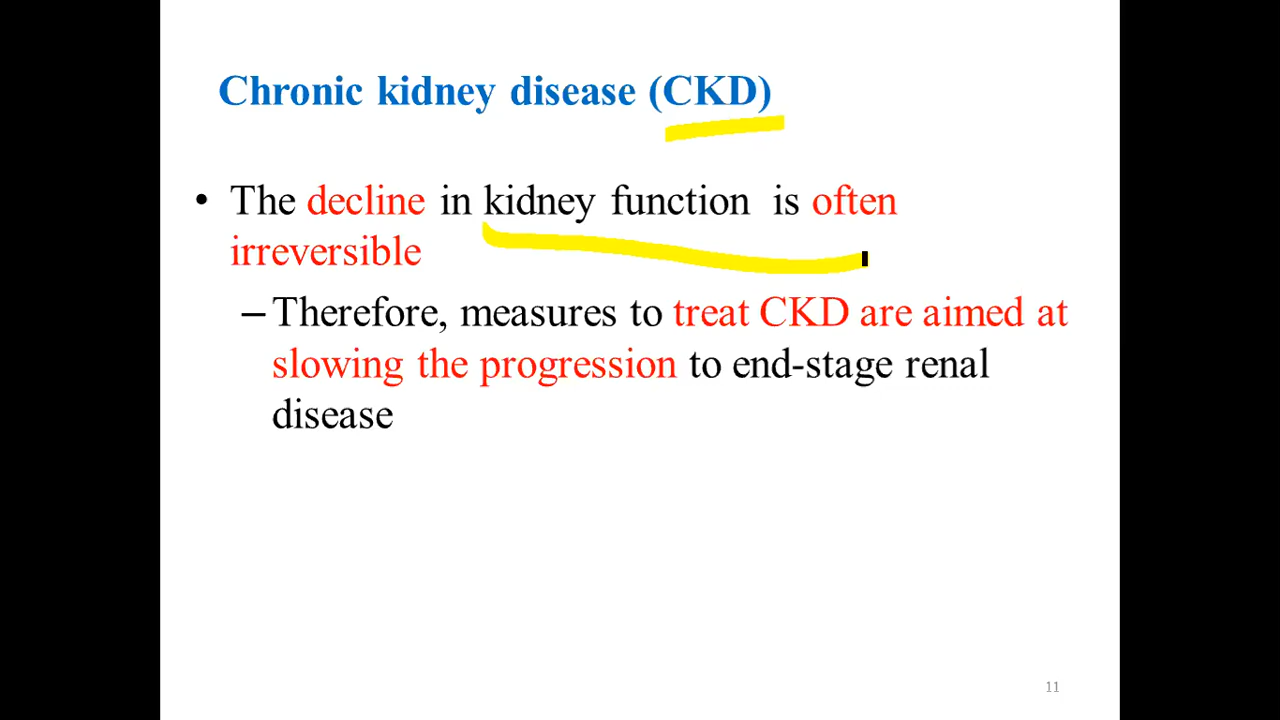 Chronic kidney disease (CKD)
• The decline in kidney function is often
irreversible
– Therefore, measures to treat CKD are aimed at
slowing the progression to end-stage renal
disease
11